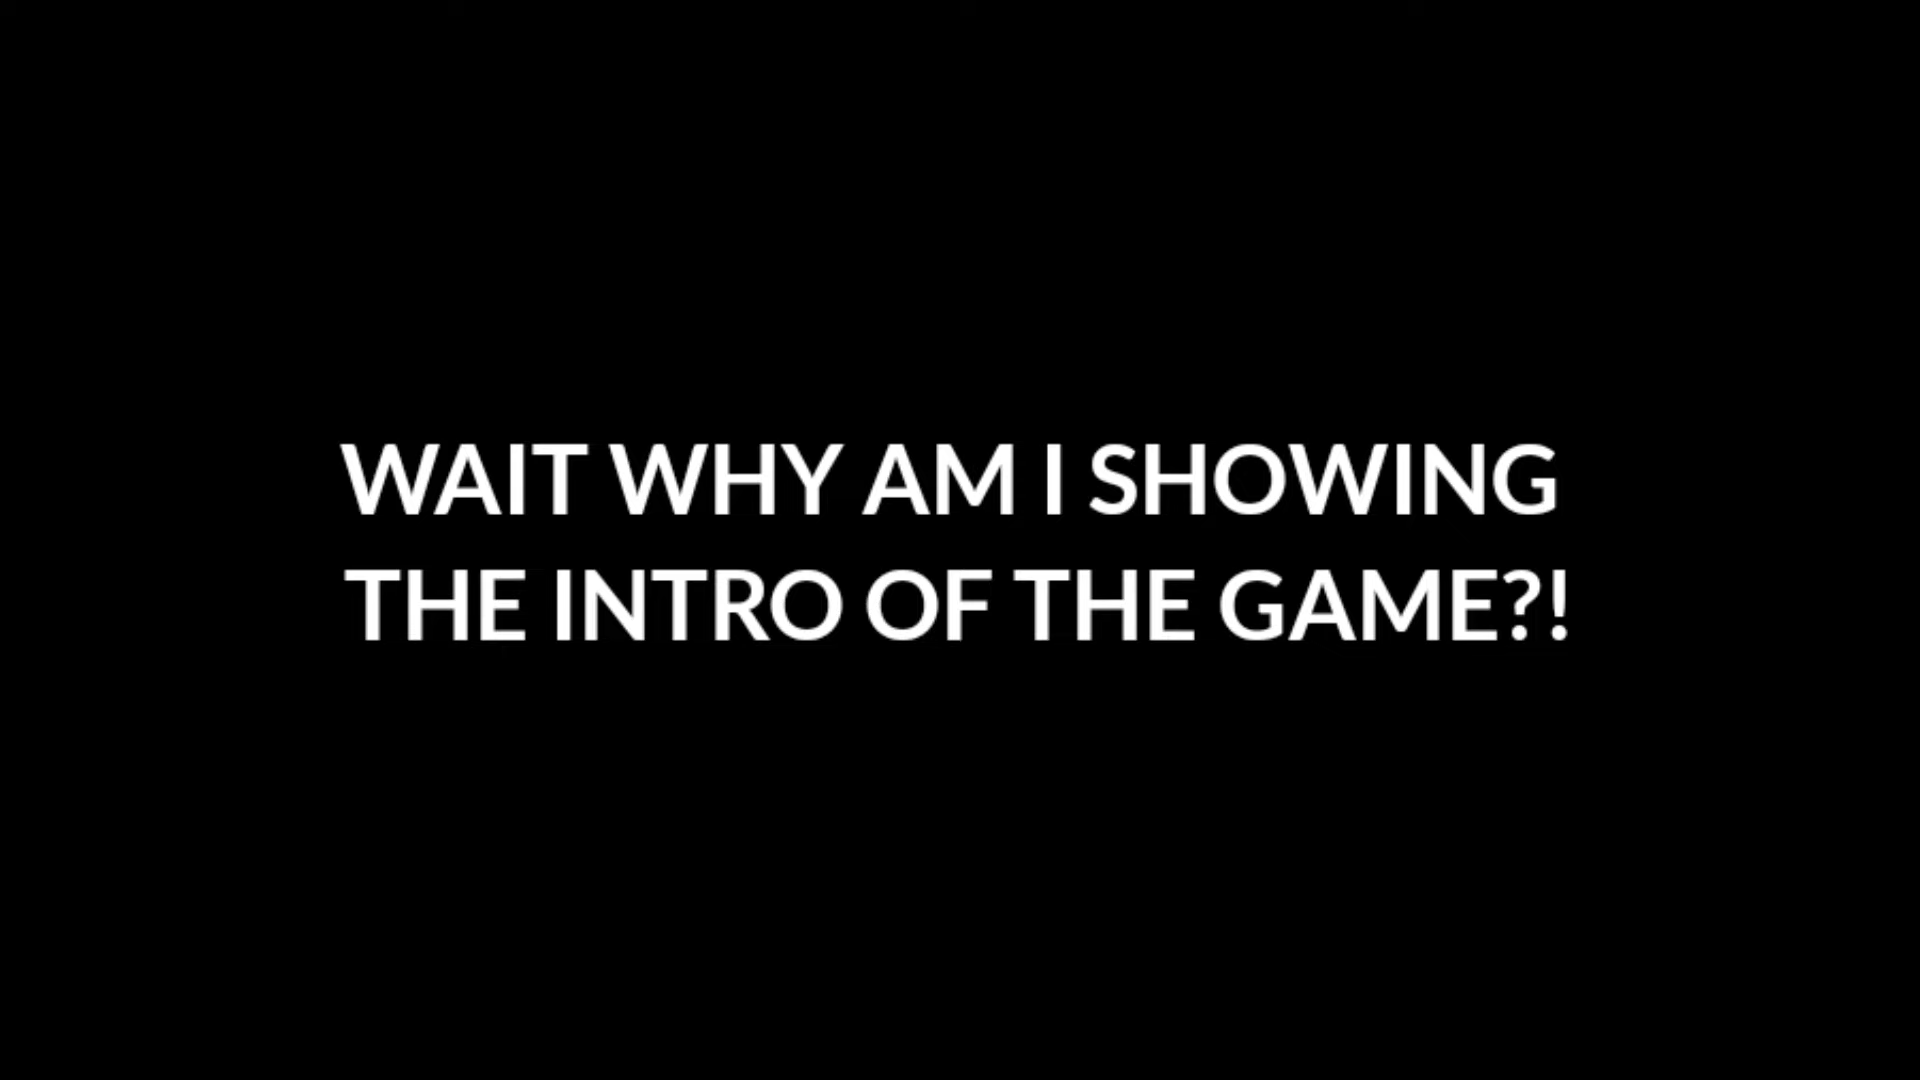 WAIT WHY AM I SHOWING
THE INTRO OF THE GAME?!